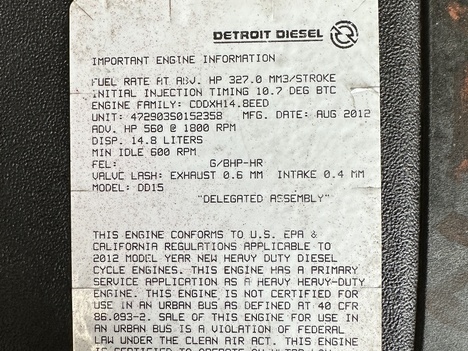 DETROIT DIESEL
IMPORTANT ENGINE INFORMATION
FUEL RATE AT ADV. HP 327.0 MM3/STROKE
INITIAL INJECTION TIMING 10.7 DEG BTC
ENGINE FAMILY: CDDXH14.8EED
UNIT: 472903S0152358 MFG. DATE: AUG 2012
ADV. HP 560 @ 1800 RPM
DISP. 14.8 LITERS
MIN IDLE 600 RPM
FEL: G/BHP-HR
VALVE LASH: EXHAUST 0.6 MM INTAKE 0.4 MM
MODEL: DD15
"DELEGATED ASSEMBLY"
THIS ENGINE CONFORMS TO U.S. EPA &
CALIFORNIA REGULATIONS APPLICABLE TO
2012 MODEL YEAR NEW HEAVY DUTY DIESEL
CYCLE ENGINES. THIS ENGINE HAS A PRIMARY
SERVICE APPLICATION AS A HEAVY HEAVY-DUTY
ENGINE. THIS ENGINE IS NOT CERTIFIED FOR
USE IN AN URBAN BUS AS DEFINED AT 40 CFR
86.093-2. SALE OF THIS ENGINE FOR USE IN
AN URBAN BUS IS A VIOLATION OF FEDERAL
LAW UNDER THE CLEAN AIR ACT. THIS ENGINE
IS CERTIFIED TO OPERATE